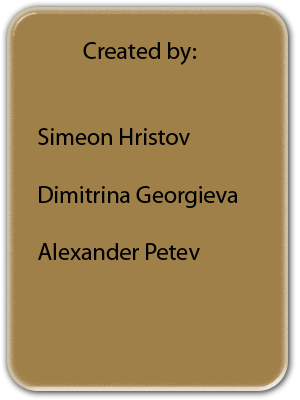 Created by:
Simeon Hristov
Dimitrina Georgieva
Alexander Petev